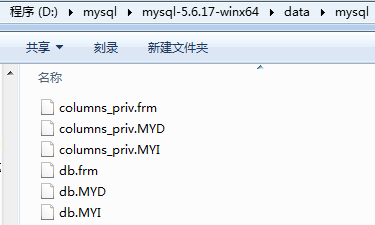 程序 (D:) ▸ mysql ▸ mysql-5.6.17-winx64 ▸ data ▸ mysql
共享 ▼ 刻录 新建文件夹
名称
columns_priv.frm
columns_priv.MYD
columns_priv.MYI
db.frm
db.MYD
db.MYI